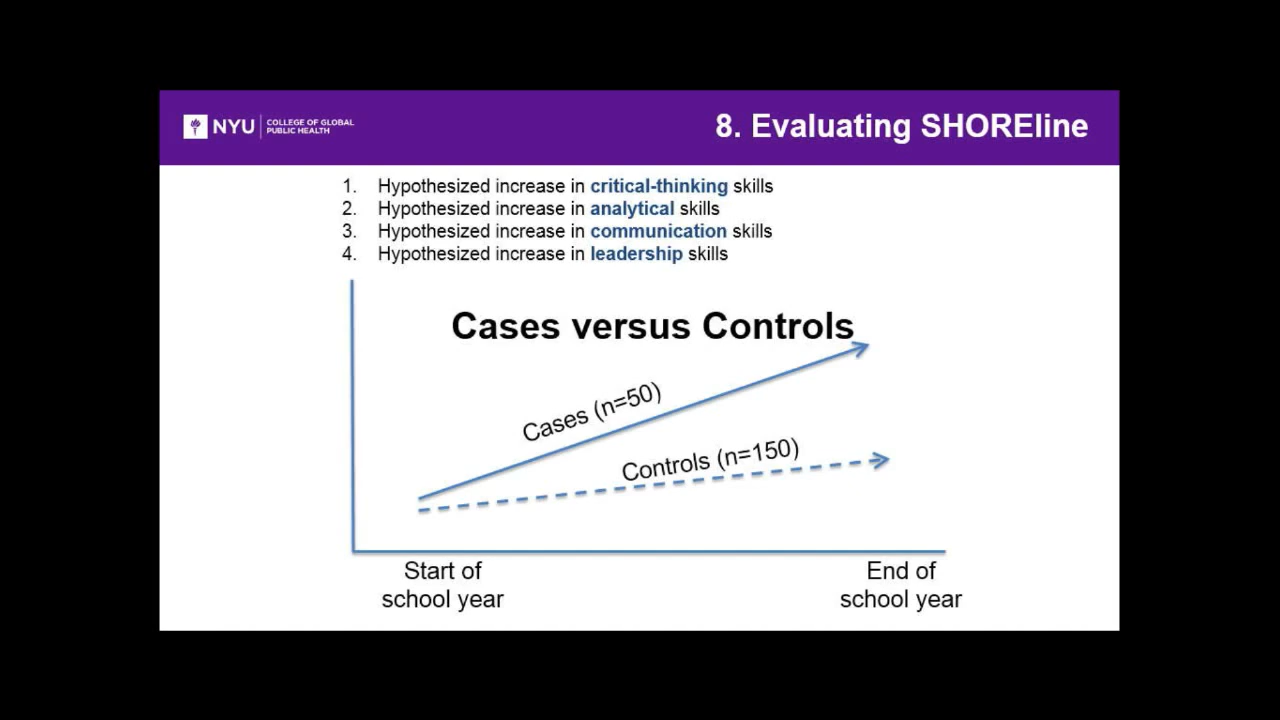 NYU COLLEGE OF GLOBAL
PUBLIC HEALTH
8. Evaluating SHOREline
1. Hypothesized increase in critical-thinking skills
2. Hypothesized increase in analytical skills
3. Hypothesized increase in communication skills
4. Hypothesized increase in leadership skills
Cases versus Controls
Cases (n=50)
Controls (n=150)
Start of
school year
End of
school year